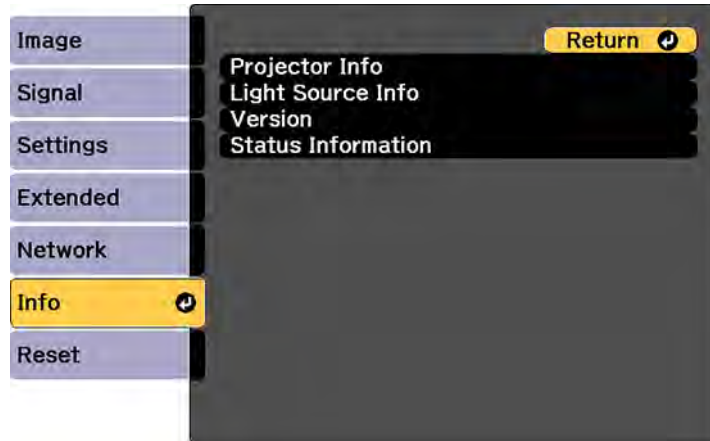 Image
Signal
Settings
Extended
Network
Info
Reset
Return
Projector Info
Light Source Info
Version
Status Information